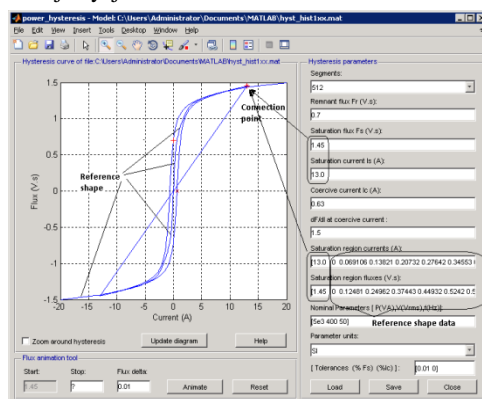 power_hysteresis - Model: C:\Users\Administrator\Documents\MATLAB\hyst_hist1xx.mat
File Edit View Insert Tools Desktop Window Help
Hysteresis curve of file:C:\Users\Administrator\Documents\MATLAB\hyst_hist1xx.mat
Hysteresis parameters
Segments:
512
Remnant flux Fr (V.s):
0.7
Saturation flux Fs (V.s):
1.45
Saturation current Is (A):
13.0
Coercive current Ic (A):
0.63
dF/dI at coercive current :
1.5
Saturation region currents (A):
[13.0 0 0.069106 0.13821 0.20732 0.27642 0.34553
Saturation region fluxes (V.s):
[1.45 0 0.12481 0.24962 0.37443 0.44932 0.5242 0.5
Nominal Parameters [ P(VA),V(Vrms),f(Hz)]:
[5e3 400 50]
Reference shape data
Parameter units:
SI
[ Tolerances (% Fs) (%Ic) ]:
[0.01 0]
Load Save Close
Connection
point
Reference
shape
Flux (V.s)
1.5
1
0.5
0
-0.5
-1
-1.5
-20 -15 -10 -5 0 5 10 15 20
Current (A)
Zoom around hysteresis
Update diagram
Help
Flux animation tool
Start: Stop: Flux delta:
1.45 ? 0.01 Animate Reset